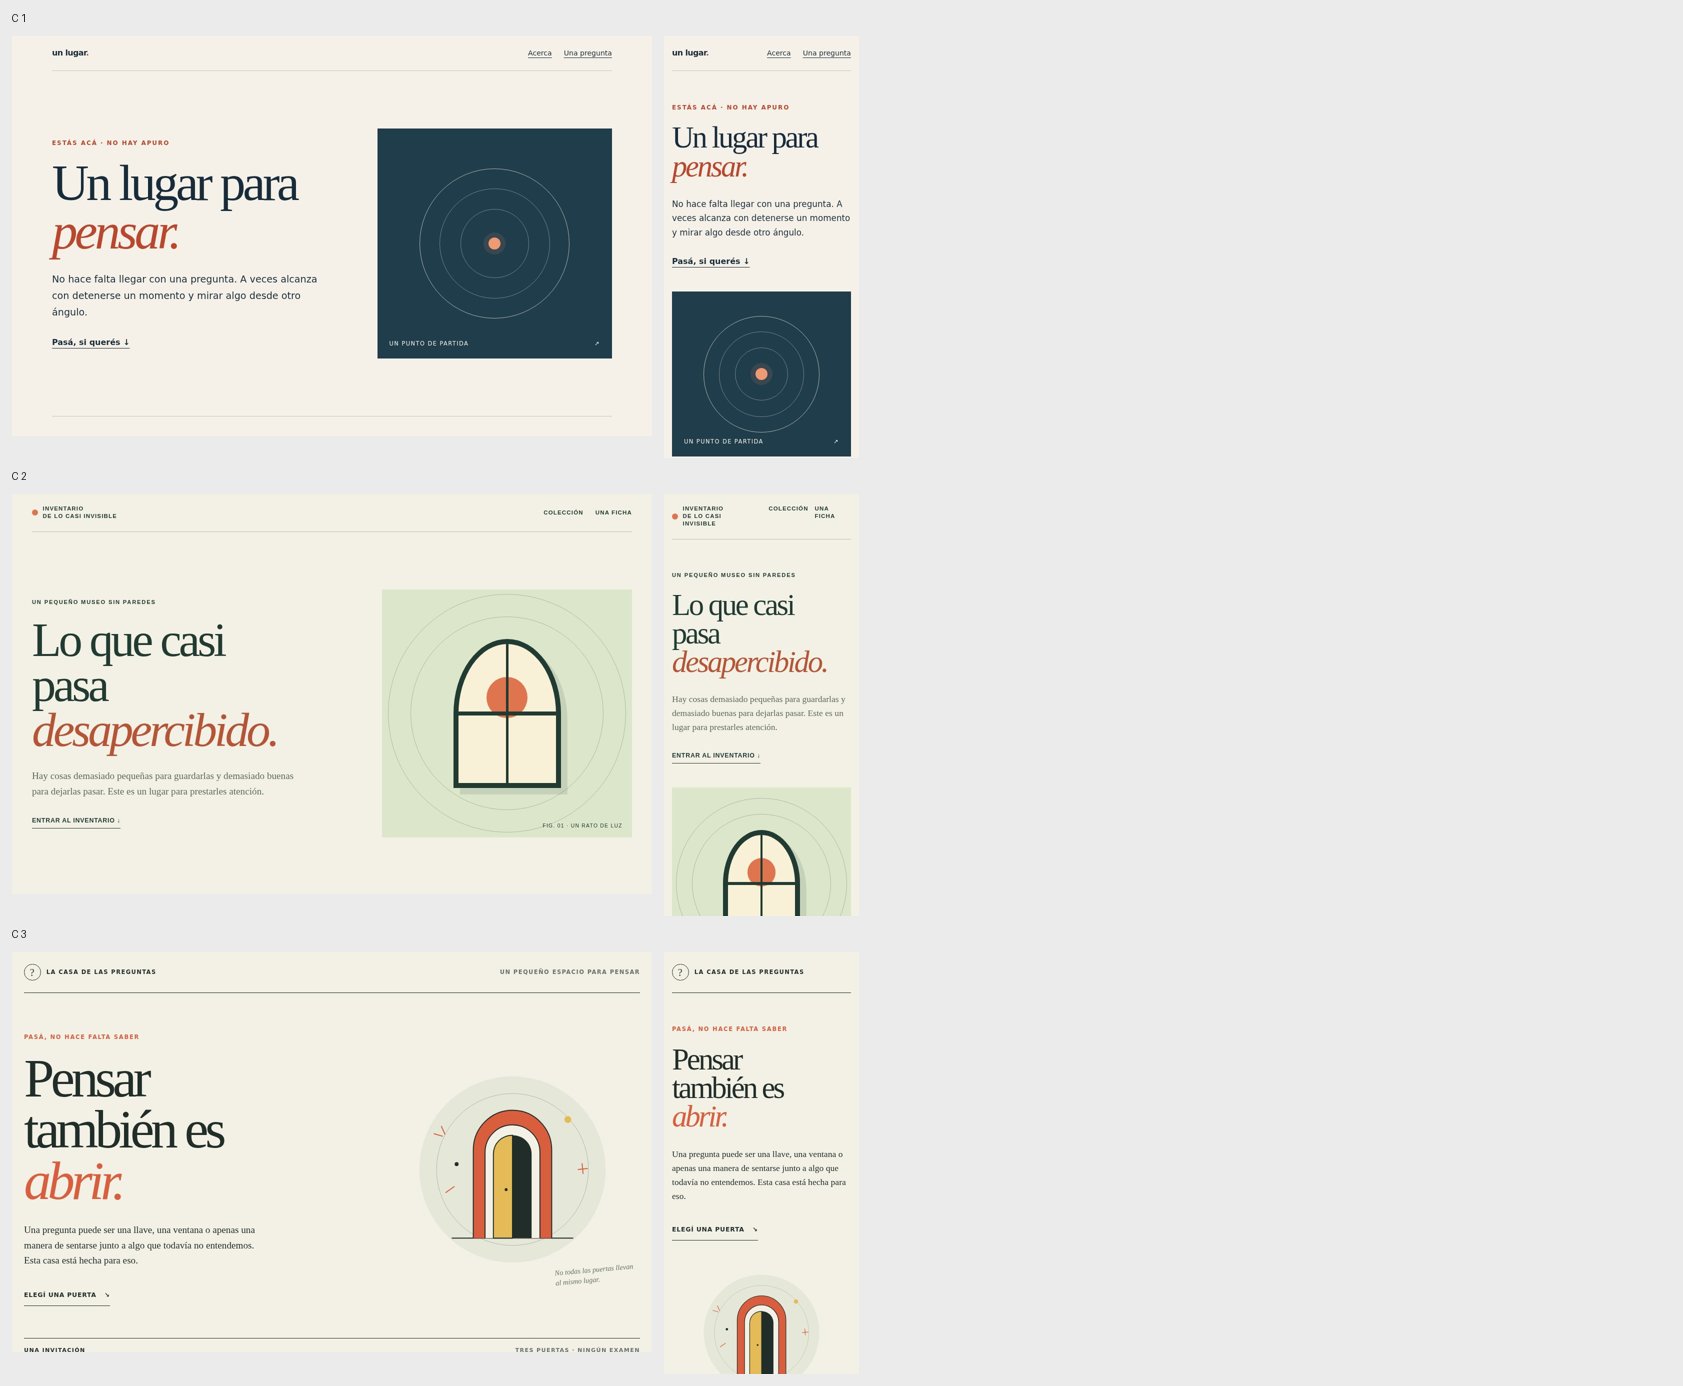 C 1
un lugar.
Acerca Una pregunta
ESTÁS ACÁ · NO HAY APURO
Un lugar para
pensar.
No hace falta llegar con una pregunta. A veces alcanza
con detenerse un momento y mirar algo desde otro
ángulo.
Pasá, si querés ↓
UN PUNTO DE PARTIDA ↗
un lugar.
Acerca Una pregunta
ESTÁS ACÁ · NO HAY APURO
Un lugar para
pensar.
No hace falta llegar con una pregunta. A
veces alcanza con detenerse un momento
y mirar algo desde otro ángulo.
Pasá, si querés ↓
UN PUNTO DE PARTIDA ↗
C 2
INVENTARIO
DE LO CASI INVISIBLE
COLECCIÓN UNA FICHA
UN PEQUEÑO MUSEO SIN PAREDES
Lo que casi
pasa
desapercibido.
Hay cosas demasiado pequeñas para guardarlas y demasiado buenas
para dejarlas pasar. Este es un lugar para prestarles atención.
ENTRAR AL INVENTARIO ↓
FIG. 01 · UN RATO DE LUZ
INVENTARIO
DE LO CASI
INVISIBLE
COLECCIÓN
UNA
FICHA
UN PEQUEÑO MUSEO SIN PAREDES
Lo que casi
pasa
desapercibido.
Hay cosas demasiado pequeñas para guardarlas y
demasiado buenas para dejarlas pasar. Este es un
lugar para prestarles atención.
ENTRAR AL INVENTARIO ↓
C 3
? LA CASA DE LAS PREGUNTAS
UN PEQUEÑO ESPACIO PARA PENSAR
PASÁ, NO HACE FALTA SABER
Pensar
también es
abrir.
Una pregunta puede ser una llave, una ventana o apenas una
manera de sentarse junto a algo que todavía no entendemos.
Esta casa está hecha para eso.
ELEGÍ UNA PUERTA ↘
No todas las puertas llevan
al mismo lugar.
UNA INVITACIÓN
TRES PUERTAS · NINGÚN EXAMEN
? LA CASA DE LAS PREGUNTAS
PASÁ, NO HACE FALTA SABER
Pensar
también es
abrir.
Una pregunta puede ser una llave, una ventana o
apenas una manera de sentarse junto a algo que
todavía no entendemos. Esta casa está hecha para
eso.
ELEGÍ UNA PUERTA ↘